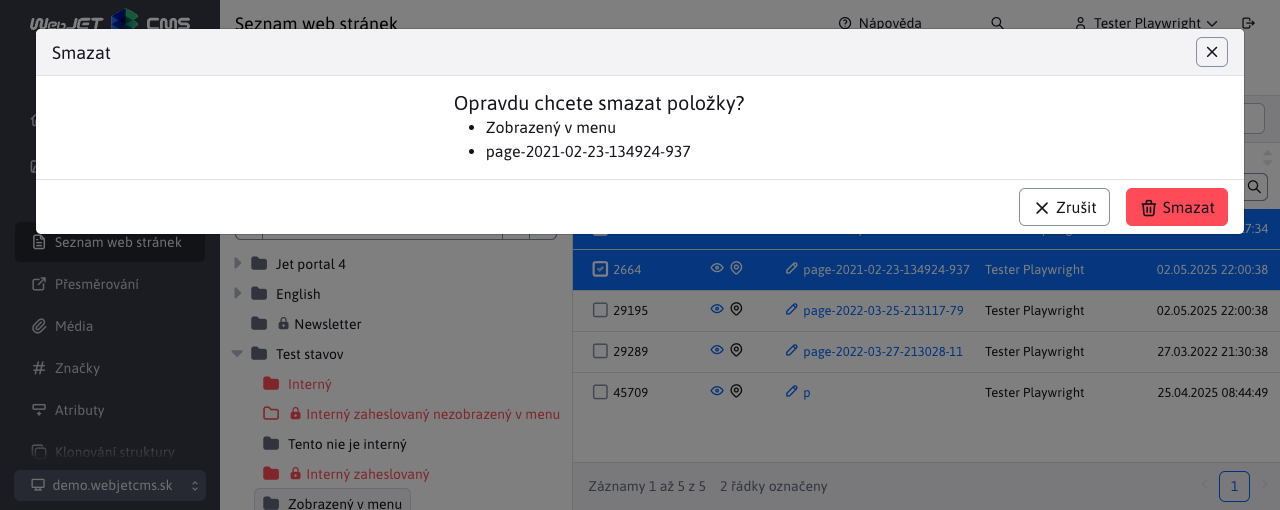 WebJET CMS
Seznam web stránek
Nápověda
Tester Playwright
Smazat
Opravdu chcete smazat položky?
Zobrazený v menu
page-2021-02-23-134924-937
Zrušit
Smazat
Seznam web stránek
Přesměrování
Média
Značky
Atributy
Klonování struktury
demo.webjetcms.sk
Jet portal 4
English
Newsletter
Test stavov
Interný
Interný zaheslovaný nezobrazený v menu
Tento nie je interný
Interný zaheslovaný
Zobrazený v menu
7:34
2664 page-2021-02-23-134924-937 Tester Playwright 02.05.2025 22:00:38
29195 page-2022-03-25-213117-79 Tester Playwright 02.05.2025 22:00:38
29289 page-2022-03-27-213028-11 Tester Playwright 27.03.2022 21:30:38
45709 p Tester Playwright 25.04.2025 08:44:49
Záznamy 1 až 5 z 5 2 řádky označeny
1